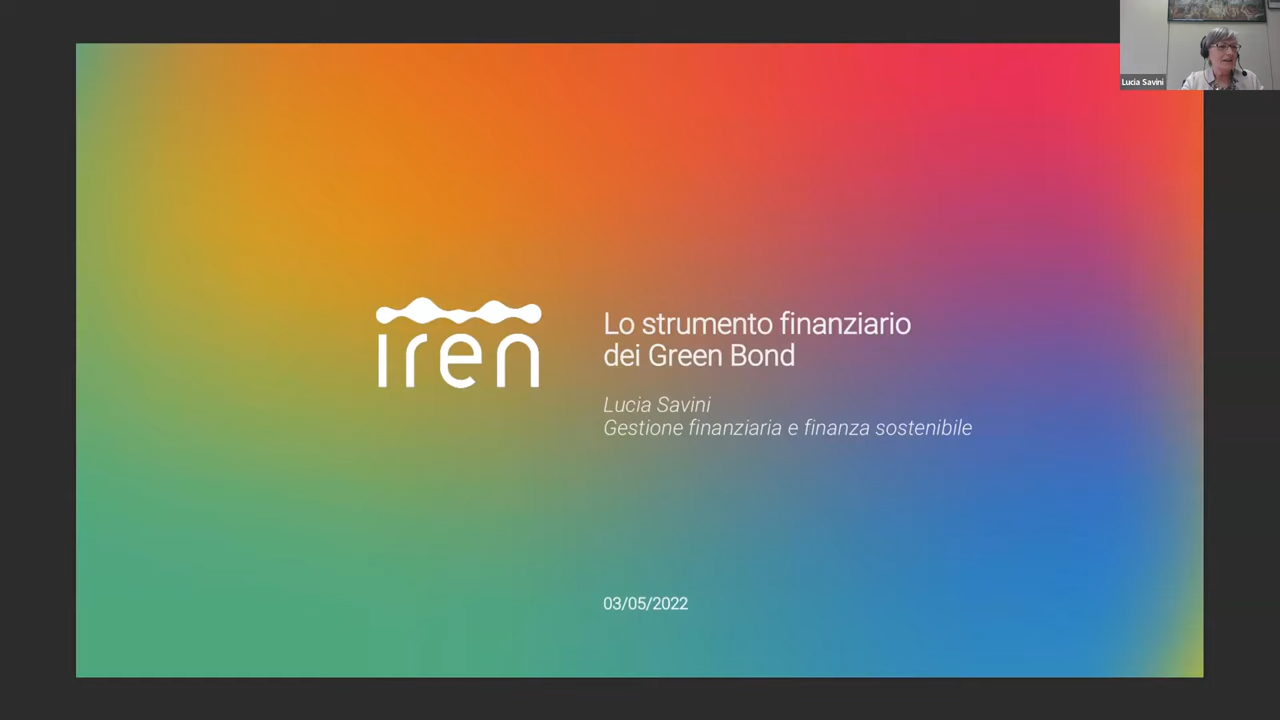 Lucia Savini
iren
Lo strumento finanziario
dei Green Bond
Lucia Savini
Gestione finanziaria e finanza sostenibile
03/05/2022